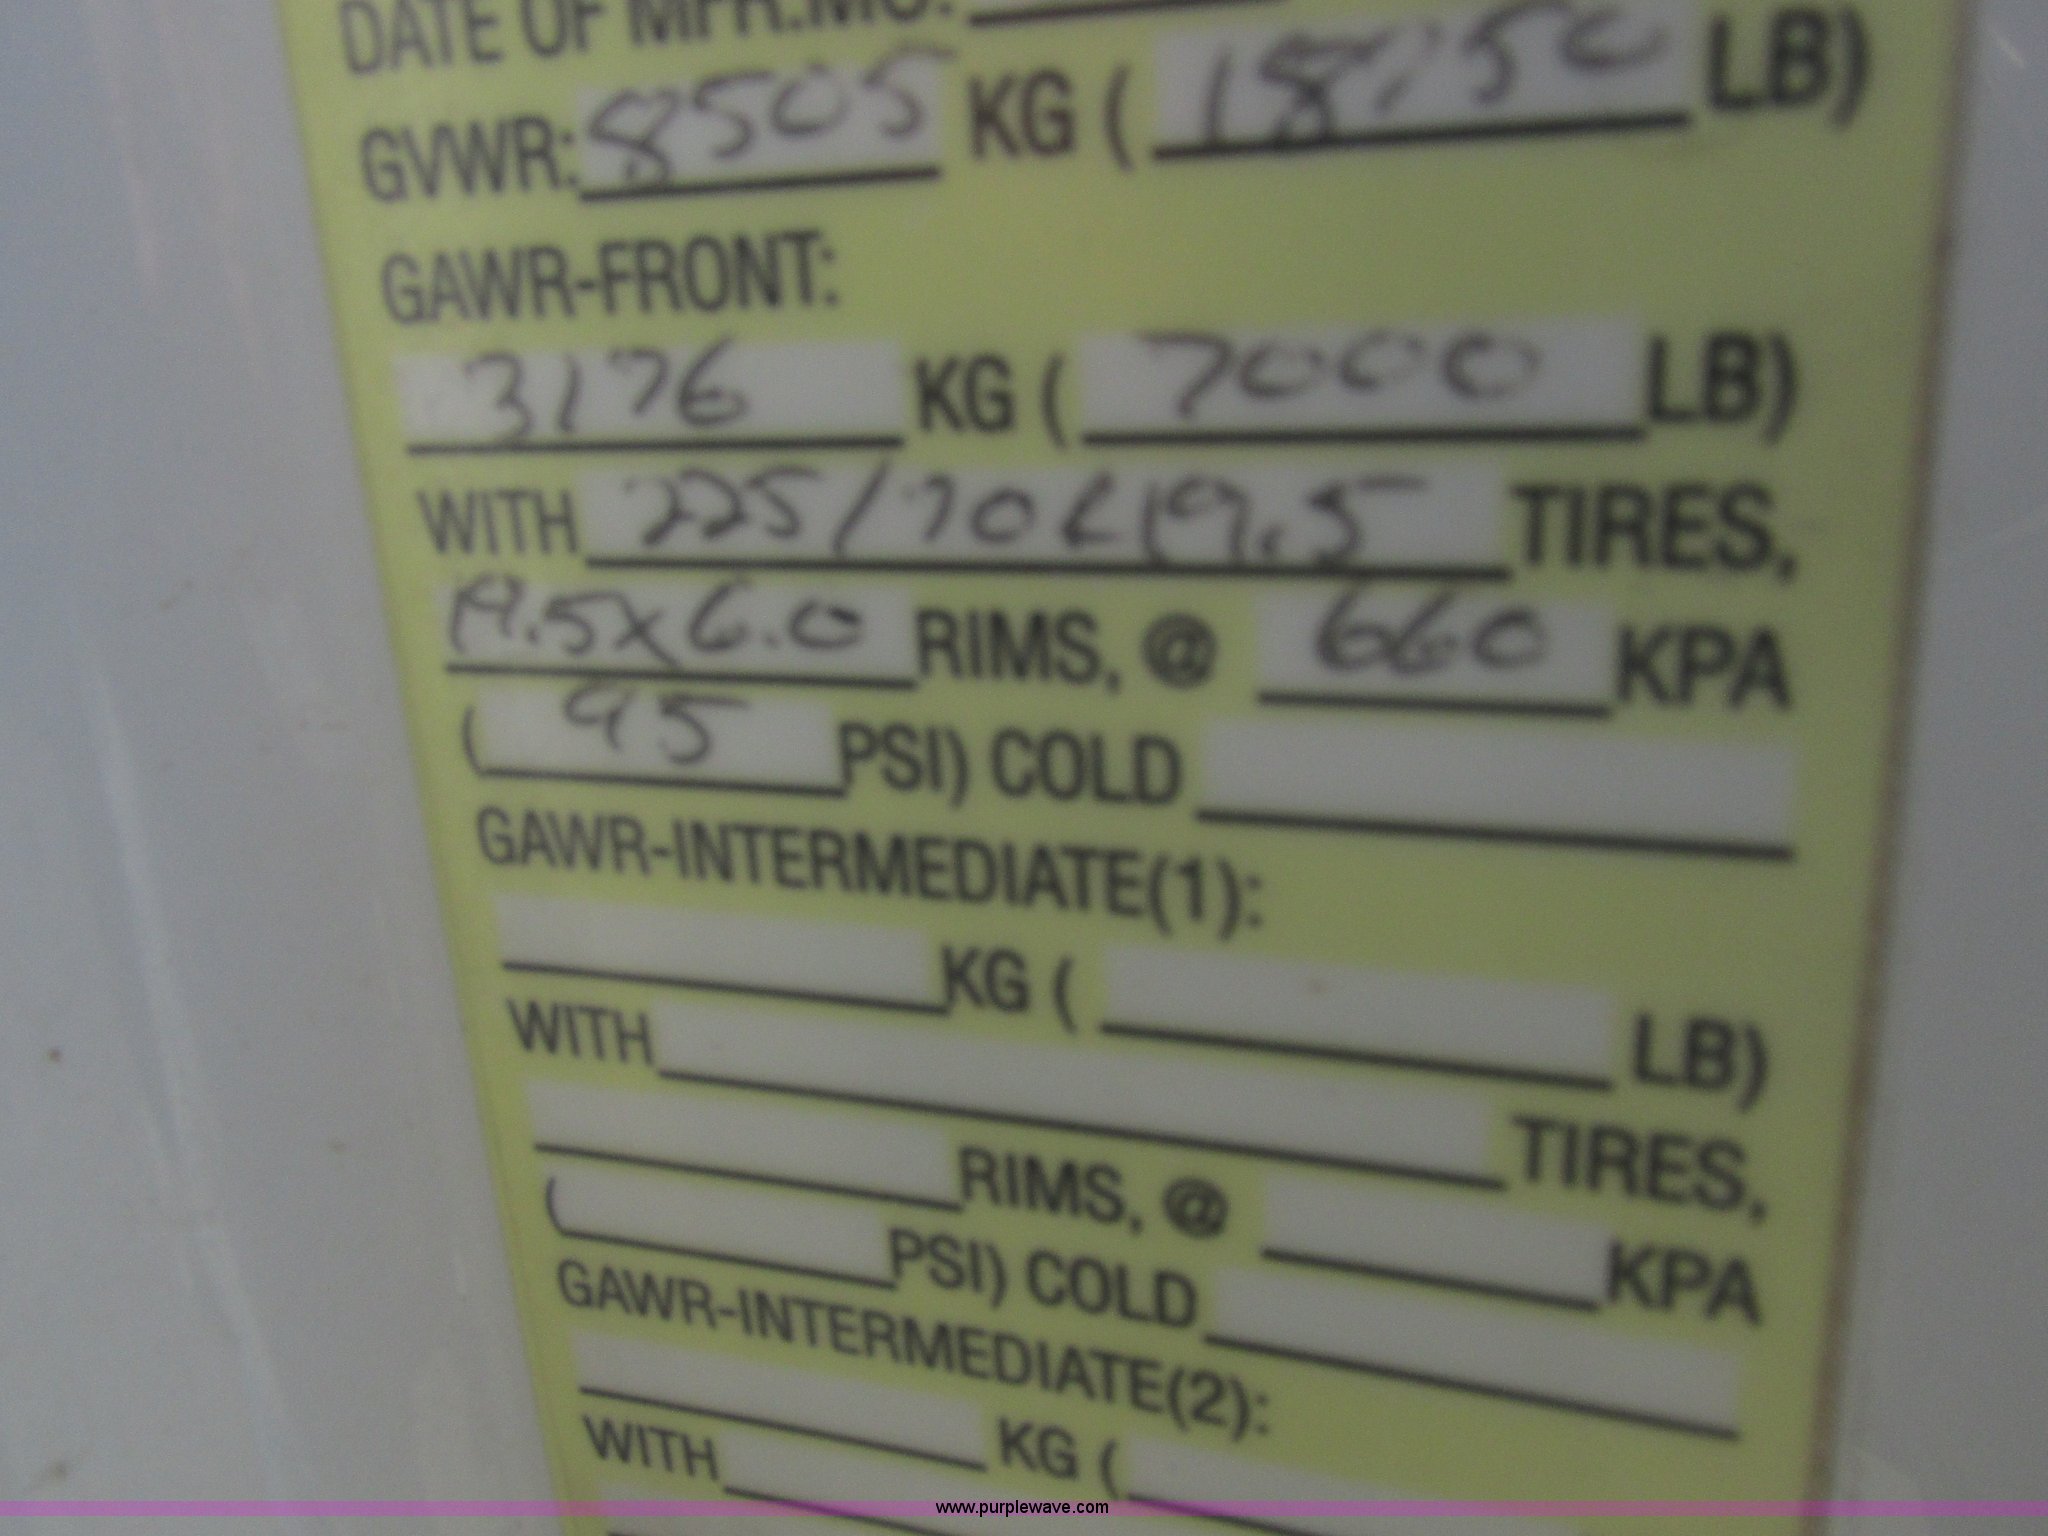 DATE OF MFR.MO.
GVWR: 8505 KG ( 18750 LB)
GAWR-FRONT:
3176 KG ( 7000 LB)
WITH 225/70R19.5 TIRES,
19.5x6.0 RIMS, @ 660 KPA
( 95 PSI) COLD
GAWR-INTERMEDIATE(1):
KG ( LB)
WITH TIRES,
RIMS, @ KPA
( PSI) COLD
GAWR-INTERMEDIATE(2):
KG (
WITH
www.purplewave.com